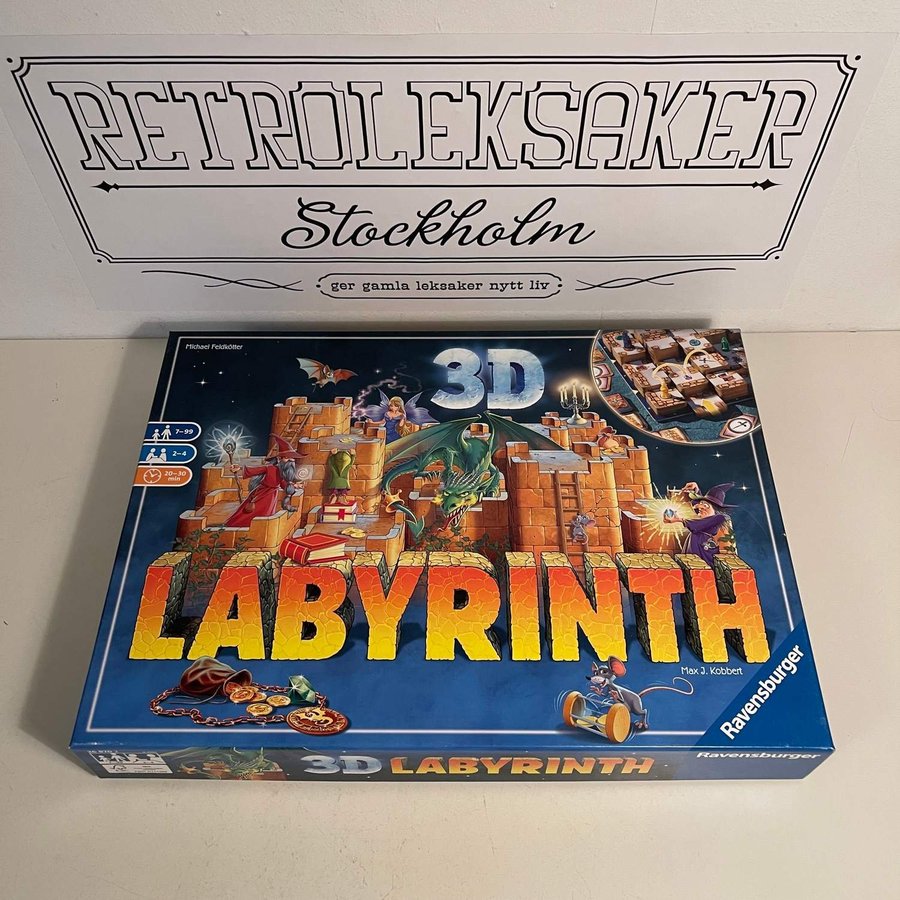 RETROLEKSAKER
Stockholm
ger gamla leksaker nytt liv
Michael Feldkötter
3D
7-99
2-4
20-30
min
LABYRINTH
Max J. Kobbert
Ravensburger
3D LABYRINTH
Ravensburger